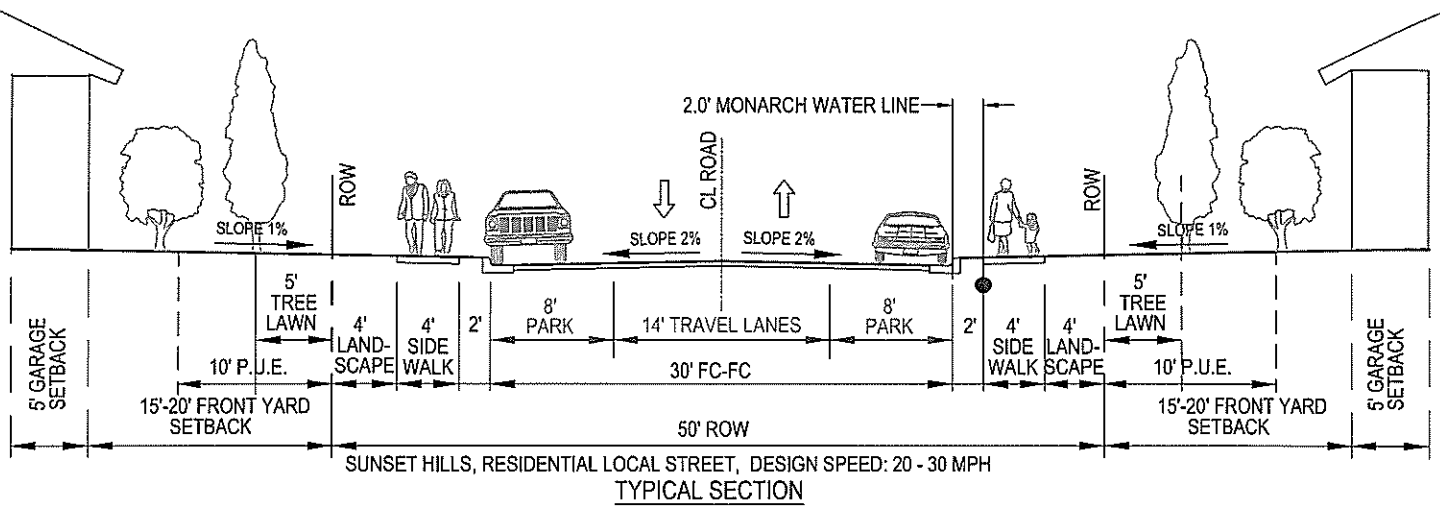 2.0' MONARCH WATER LINE
CL ROAD
ROW
ROW
SLOPE 1%
SLOPE 2%
SLOPE 2%
SLOPE 1%
5' GARAGE
SETBACK
5'
TREE
LAWN
10' P.U.E.
15'-20' FRONT YARD
SETBACK
4'
LAND-
SCAPE
4'
SIDE
WALK
2'
8'
PARK
14' TRAVEL LANES
8'
PARK
30' FC-FC
2'
4'
SIDE
WALK
4'
LAND-
SCAPE
5'
TREE
LAWN
10' P.U.E.
15'-20' FRONT YARD
SETBACK
5' GARAGE
SETBACK
50' ROW
SUNSET HILLS, RESIDENTIAL LOCAL STREET, DESIGN SPEED: 20 - 30 MPH
TYPICAL SECTION